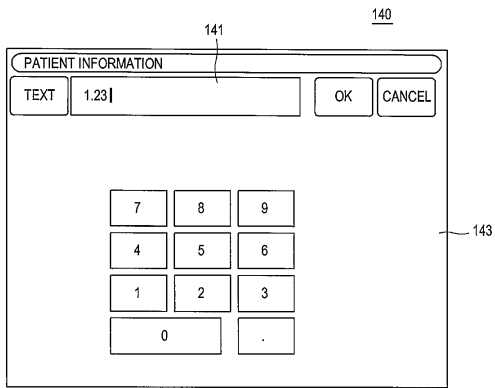 140
141
PATIENT INFORMATION
TEXT 1.23 OK CANCEL
7 8 9
4 5 6
143
1 2 3
0 .